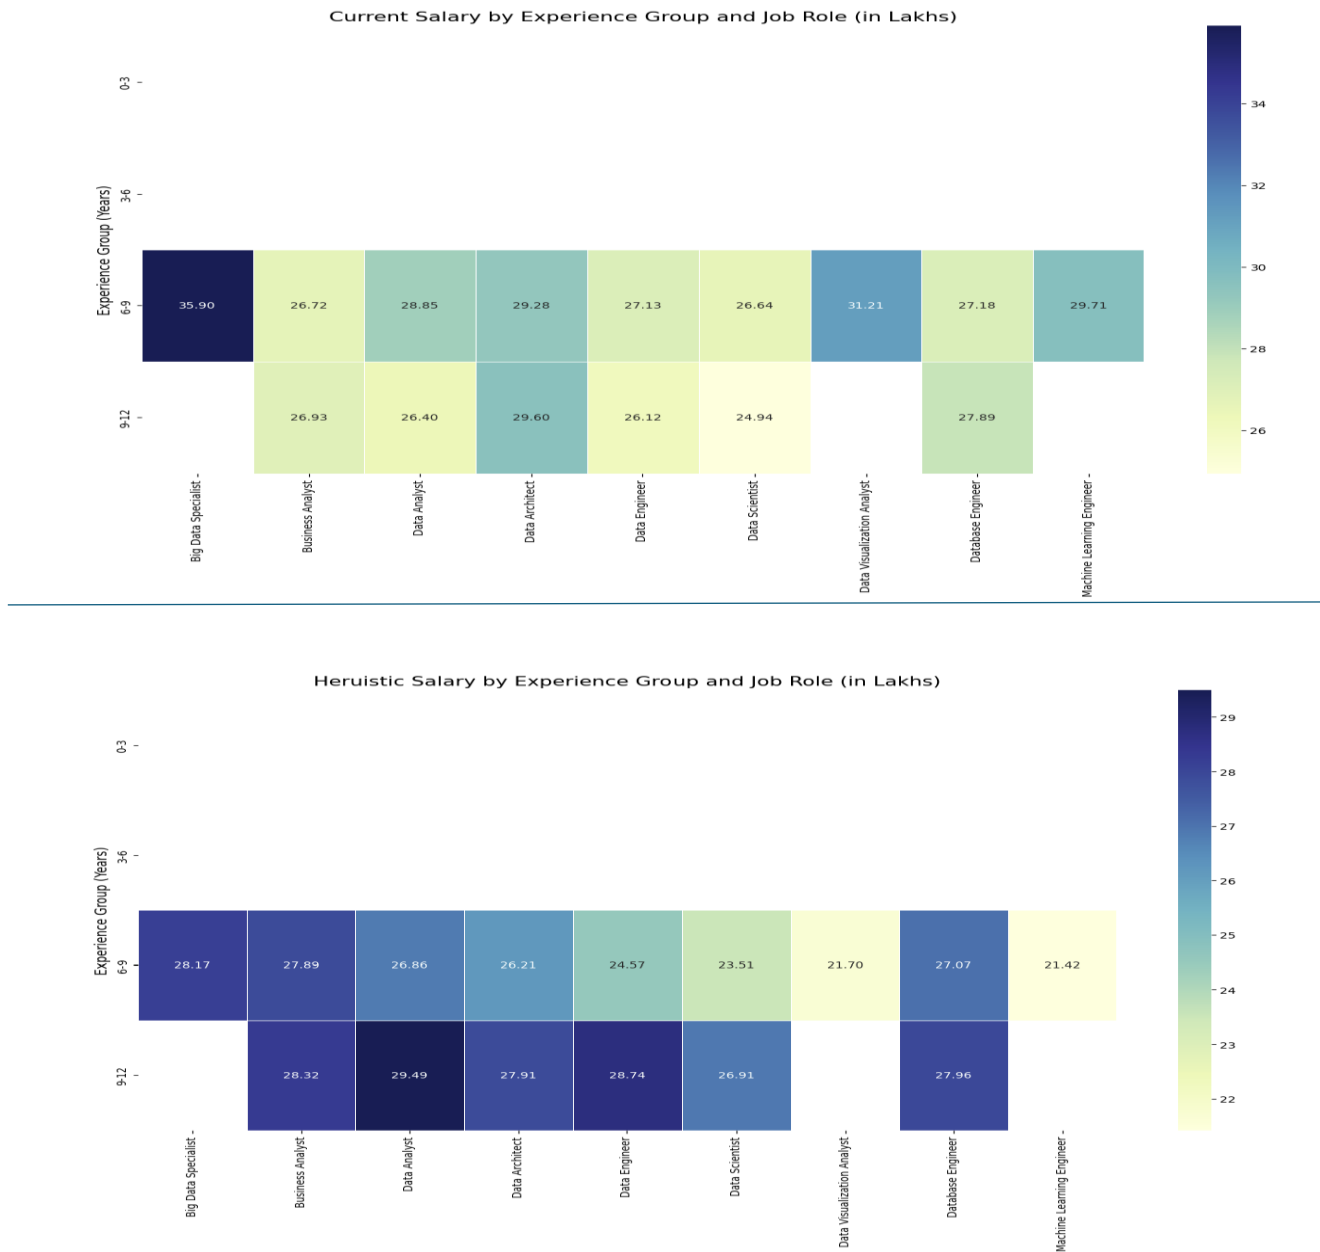 Current Salary by Experience Group and Job Role (in Lakhs)
Experience Group (Years)
0-3
3-6
6-9
9-12
35.90 26.72 28.85 29.28 27.13 26.64 31.21 27.18 29.71
26.93 26.40 29.60 26.12 24.94 27.89
Big Data Specialist
Business Analyst
Data Analyst
Data Architect
Data Engineer
Data Scientist
Data Visualization Analyst
Database Engineer
Machine Learning Engineer
34
32
30
28
26
Heruistic Salary by Experience Group and Job Role (in Lakhs)
Experience Group (Years)
0-3
3-6
6-9
9-12
28.17 27.89 26.86 26.21 24.57 23.51 21.70 27.07 21.42
28.32 29.49 27.91 28.74 26.91 27.96
Big Data Specialist
Business Analyst
Data Analyst
Data Architect
Data Engineer
Data Scientist
Data Visualization Analyst
Database Engineer
Machine Learning Engineer
29
28
27
26
25
24
23
22